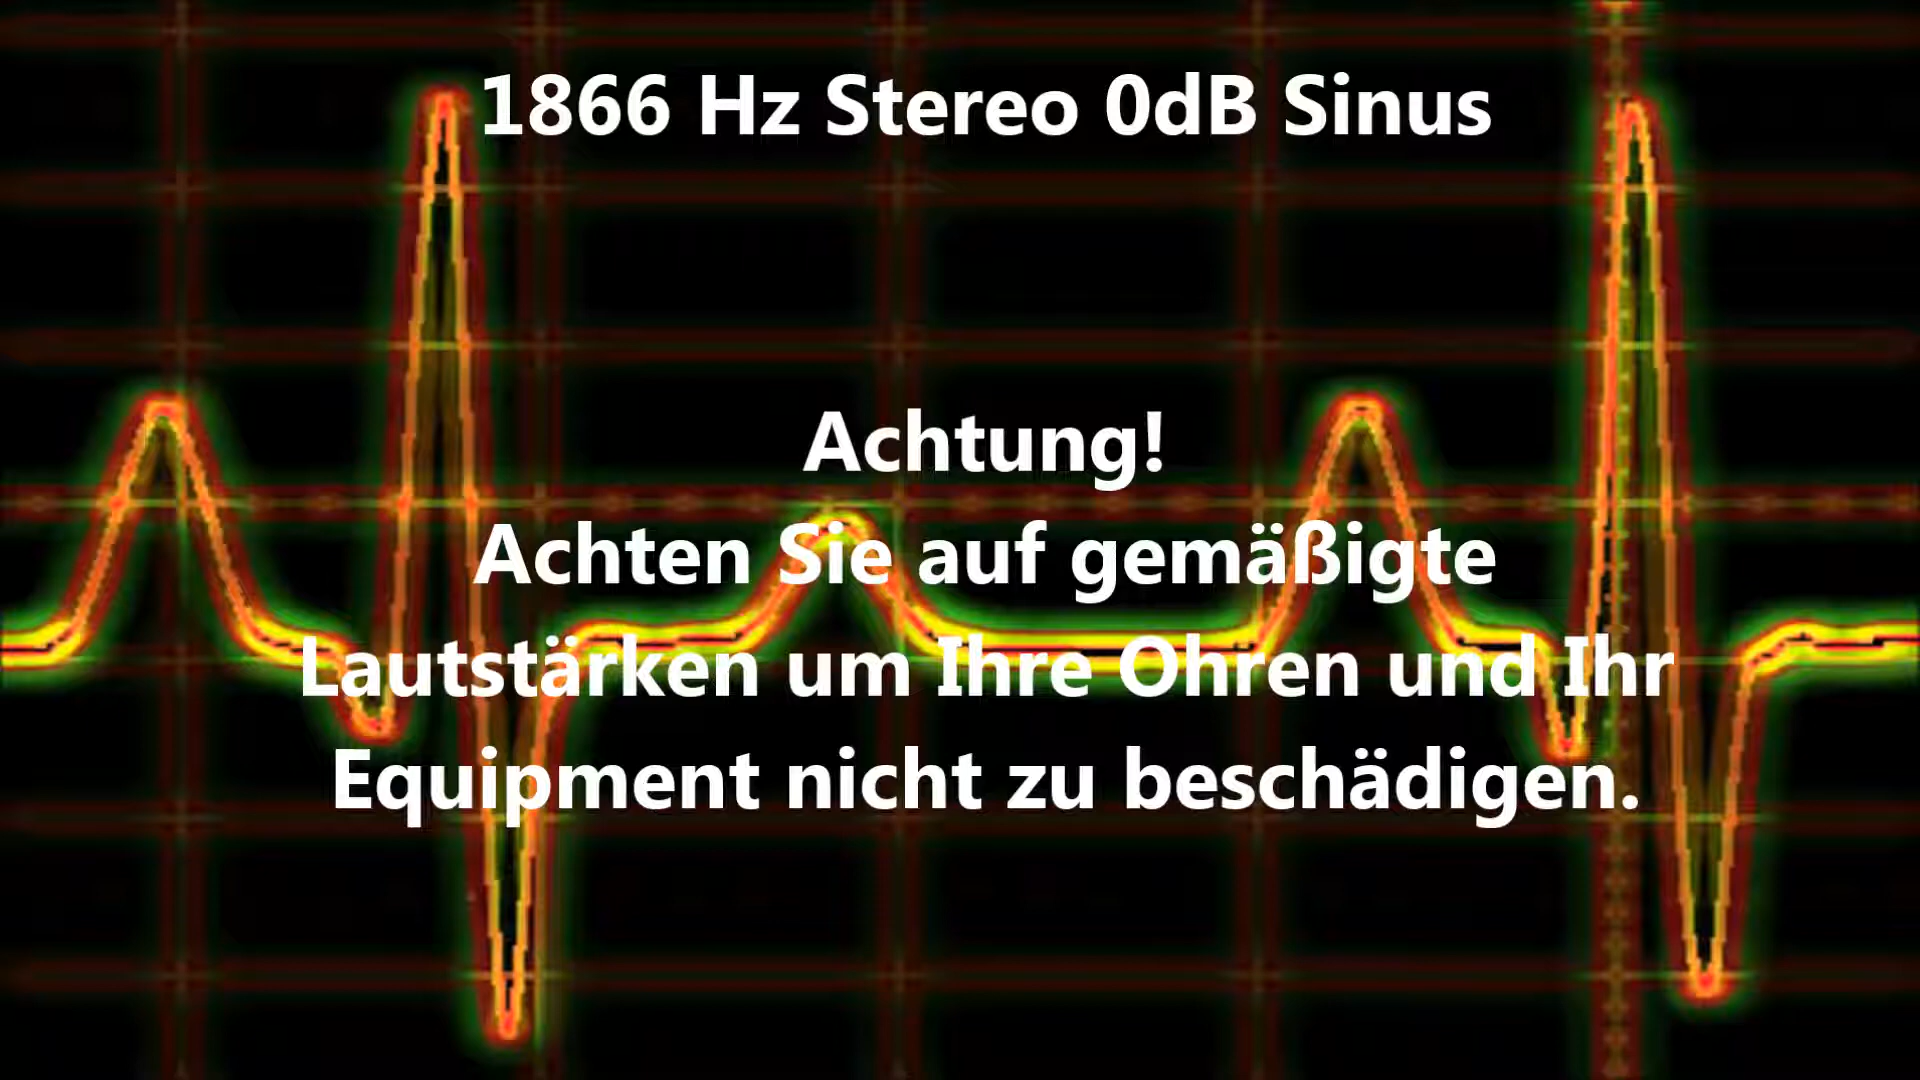 1866 Hz Stereo 0dB Sinus
Achtung!
Achten Sie auf gemäßigte
Lautstärken um Ihre Ohren und Ihr
Equipment nicht zu beschädigen.